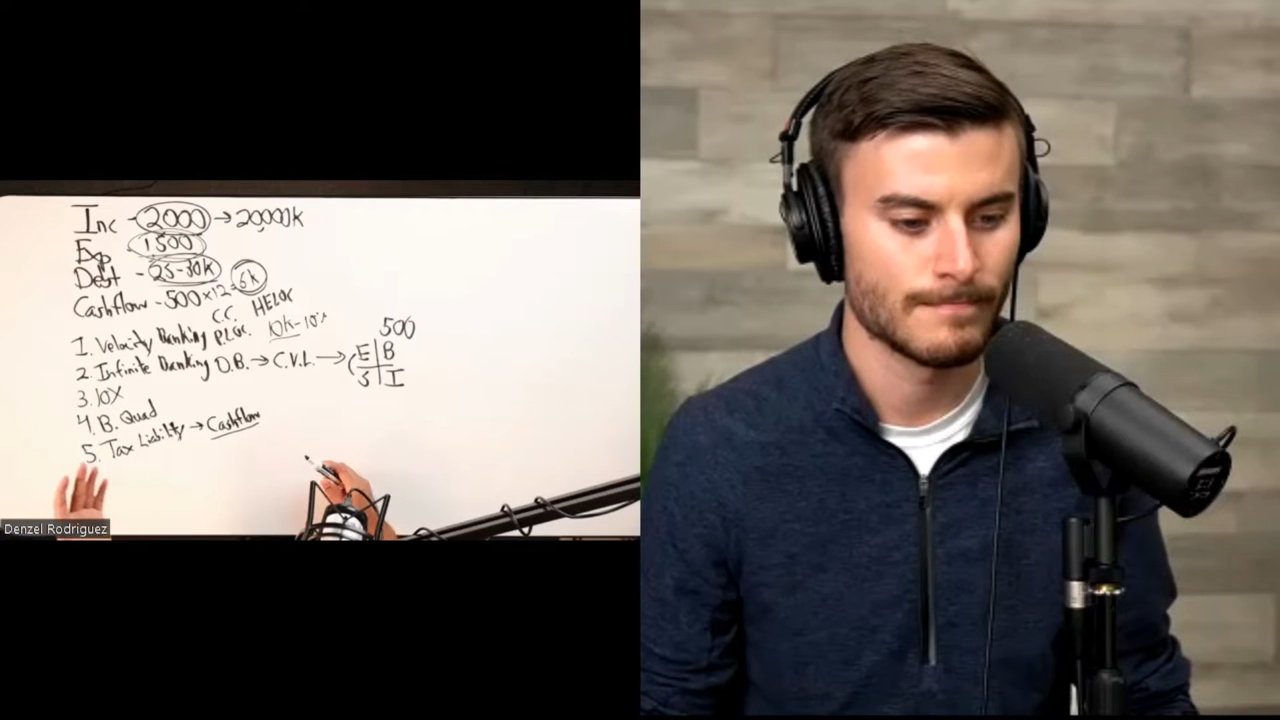 Inc - 2000 → 20,000k
Exp - 1500
Debt - 25-30k
Cashflow - 500 x 12 = 6k
C.C. HELOC
1. Velocity Banking P.LOC. 10k-10%
500
2. Infinite Banking D.B. → C.V.L. → E B
S I
3. 10X
4. B. Quad
5. Tax Liability → Cashflow
Denzel Rodriguez